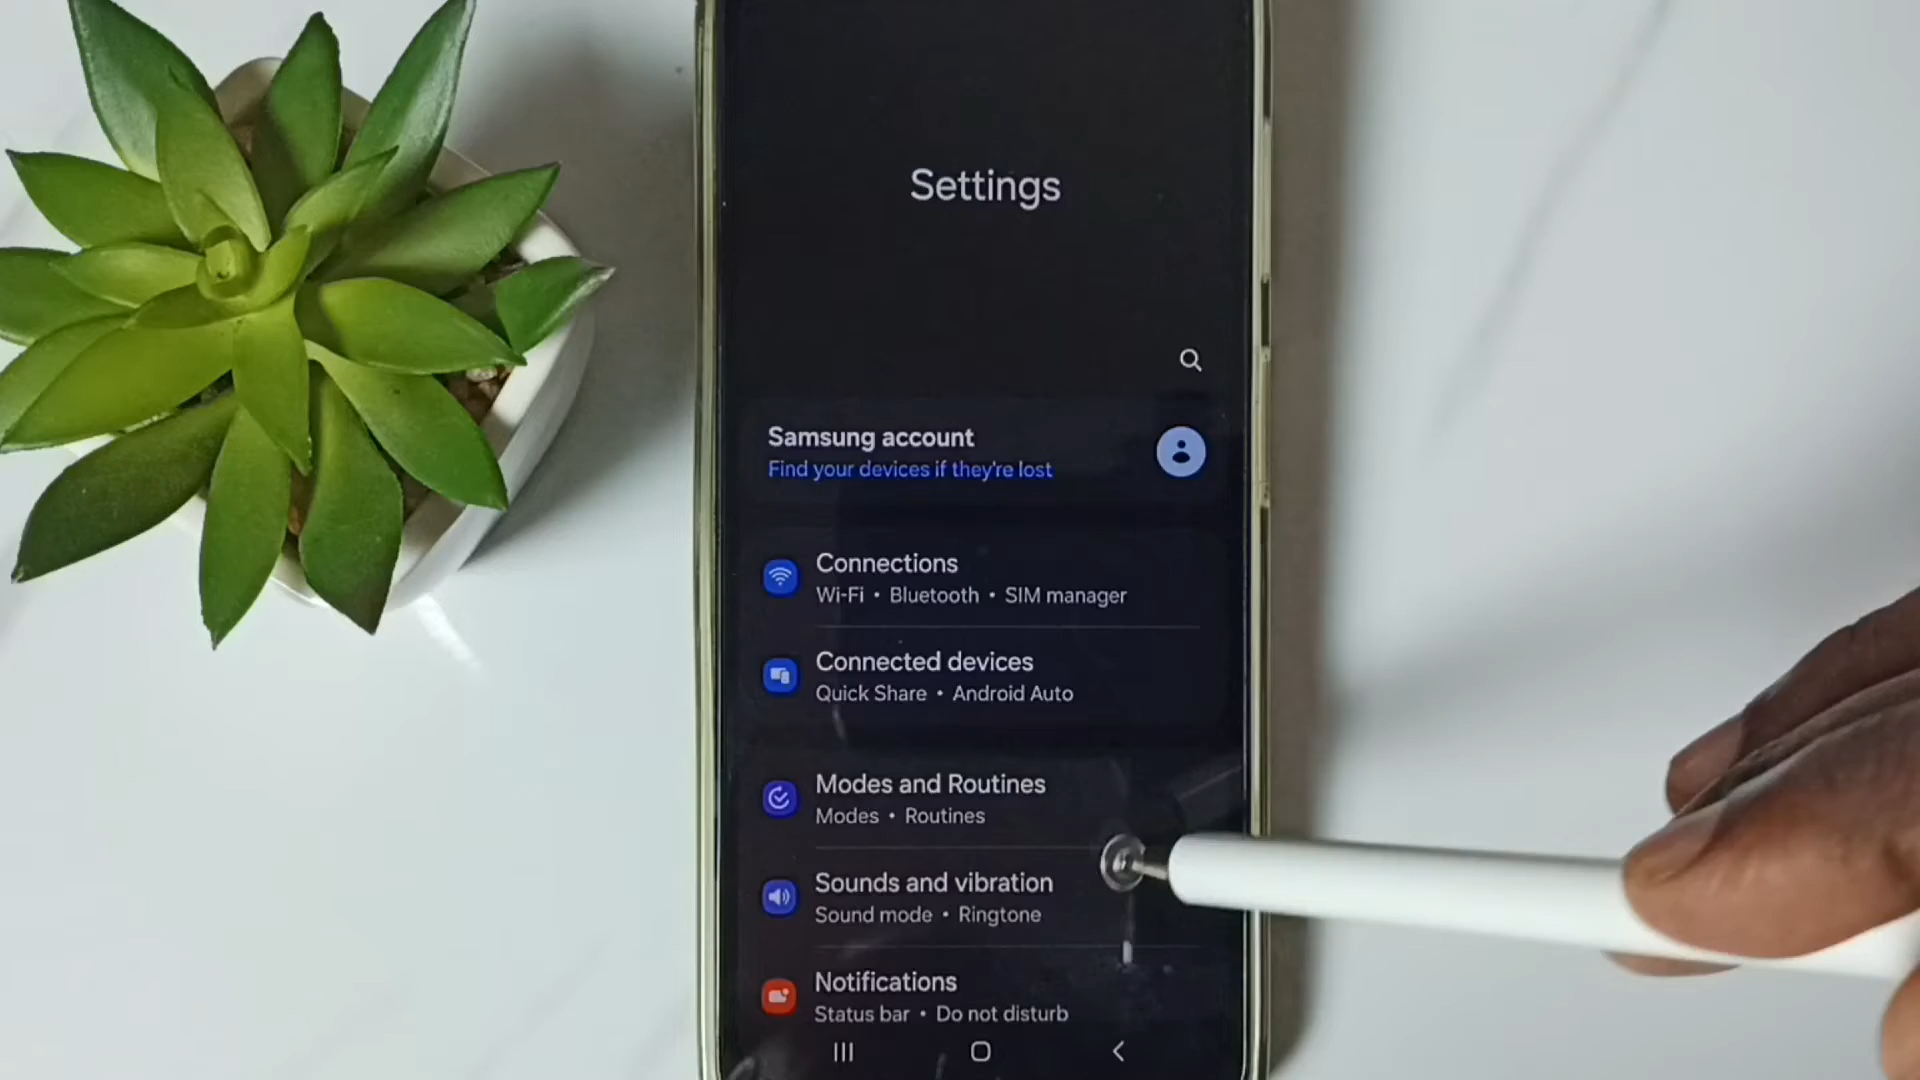 Settings
Samsung account
Find your devices if they're lost
Connections
Wi-Fi • Bluetooth • SIM manager
Connected devices
Quick Share • Android Auto
Modes and Routines
Modes • Routines
Sounds and vibration
Sound mode • Ringtone
Notifications
Status bar • Do not disturb